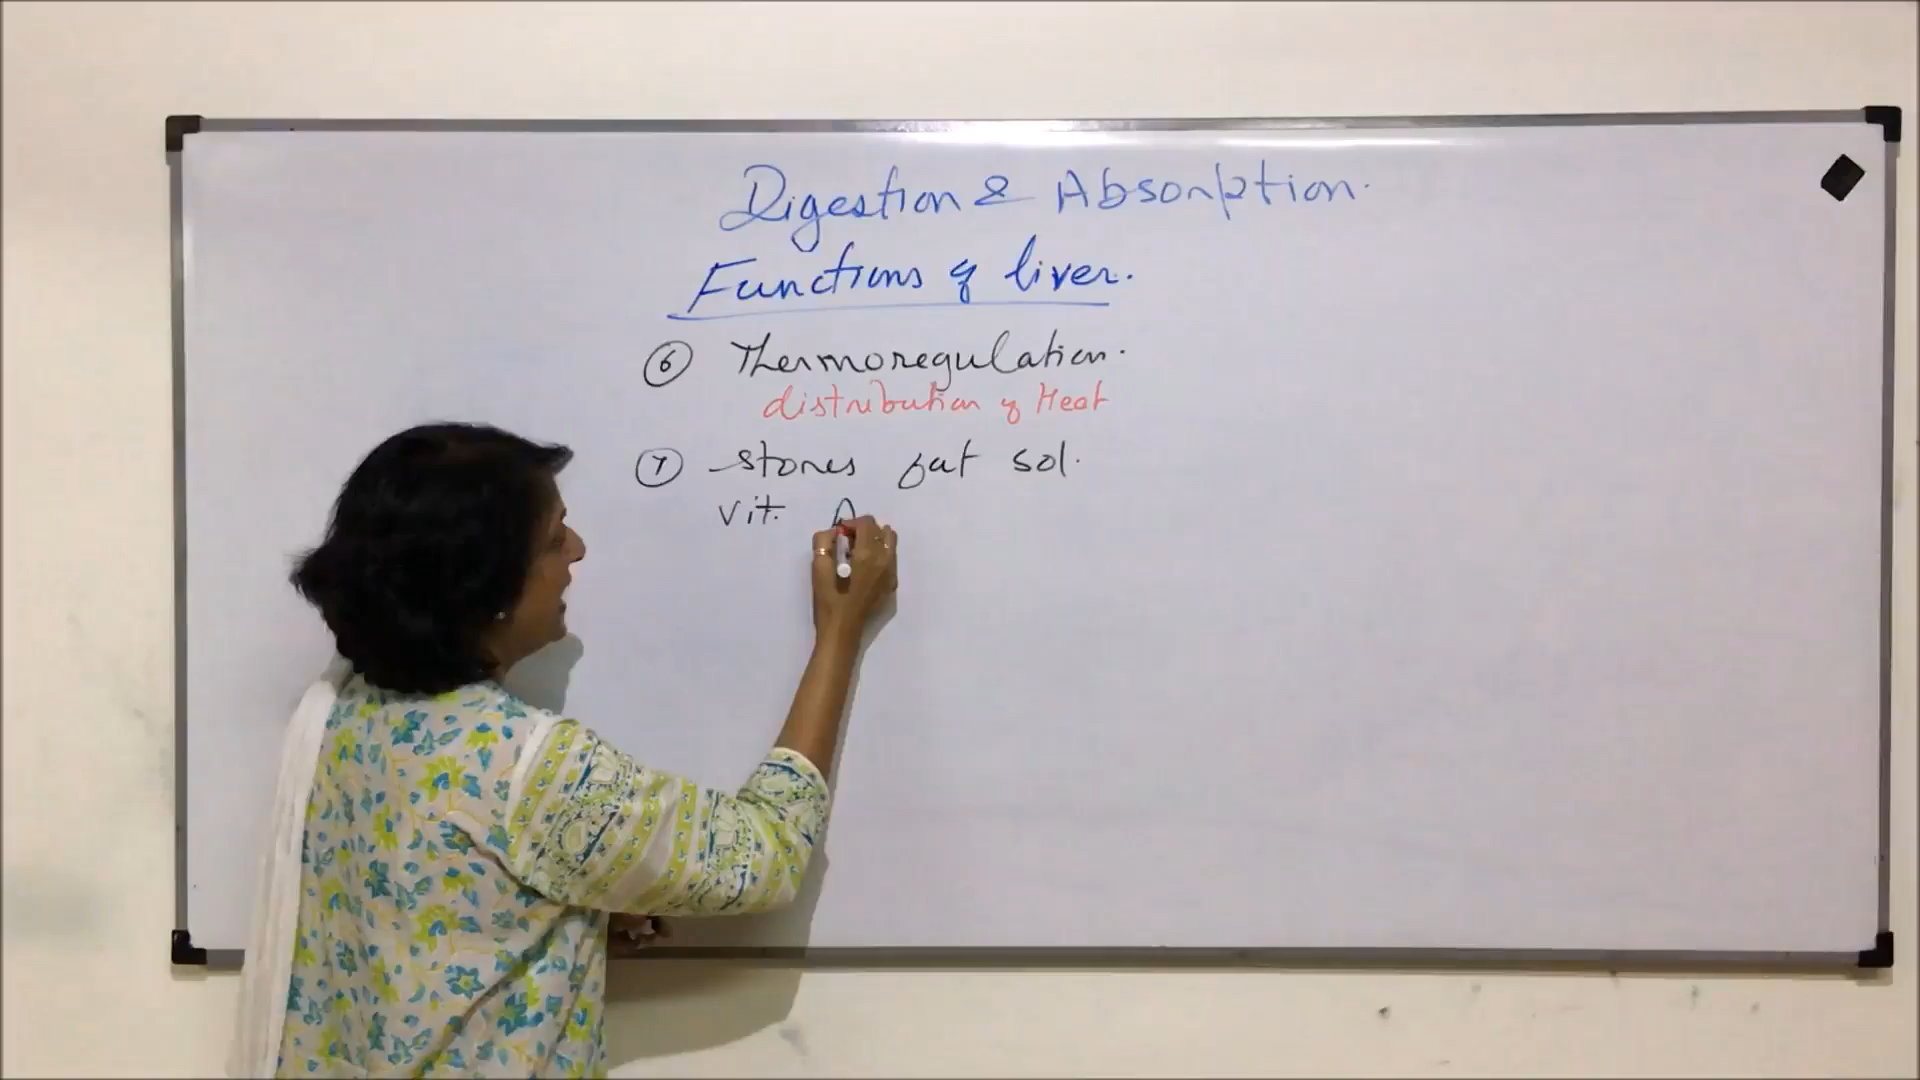 Digestion & Absorption.
Functions of liver.
⑥ Thermoregulation.
distribution of Heat
⑦ stores fat sol.
vit. A